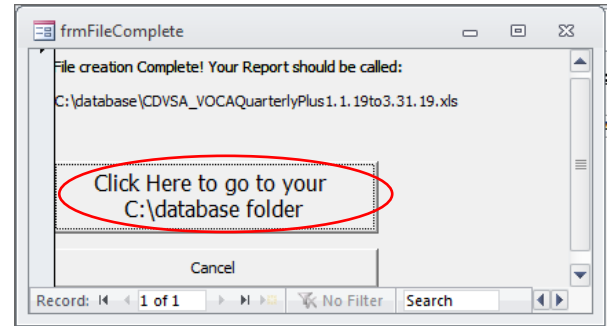 frmFileComplete
File creation Complete! Your Report should be called:
C:\database\CDVSA_VOCAQuarterlyPlus1.1.19to3.31.19.xls
Click Here to go to your
C:\database folder
Cancel
Record: 1 of 1 No Filter Search